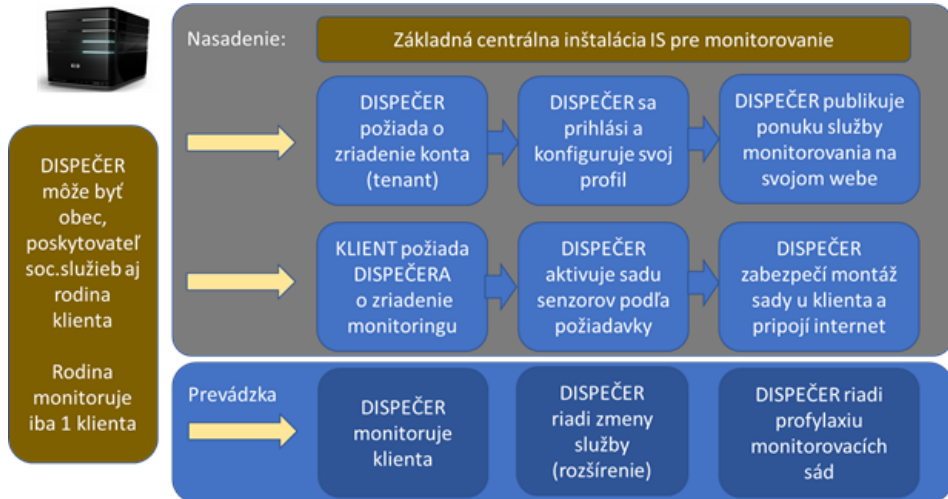 Nasadenie:
Základná centrálna inštalácia IS pre monitorovanie
DISPEČER
požiada o
zriadenie konta
(tenant)
DISPEČER sa
prihlási a
konfiguruje svoj
profil
DISPEČER publikuje
ponuku služby
monitorovania na
svojom webe
DISPEČER
môže byť
obec,
poskytovateľ
soc.služieb aj
rodina
klienta
Rodina
monitoruje
iba 1 klienta
KLIENT požiada
DISPEČERA
o zriadenie
monitoringu
DISPEČER
aktivuje sadu
senzorov podľa
požiadavky
DISPEČER
zabezpečí montáž
sady u klienta a
pripojí internet
Prevádzka
DISPEČER
monitoruje
klienta
DISPEČER
riadi zmeny
služby
(rozšírenie)
DISPEČER riadi
profylaxiu
monitorovacích
sád